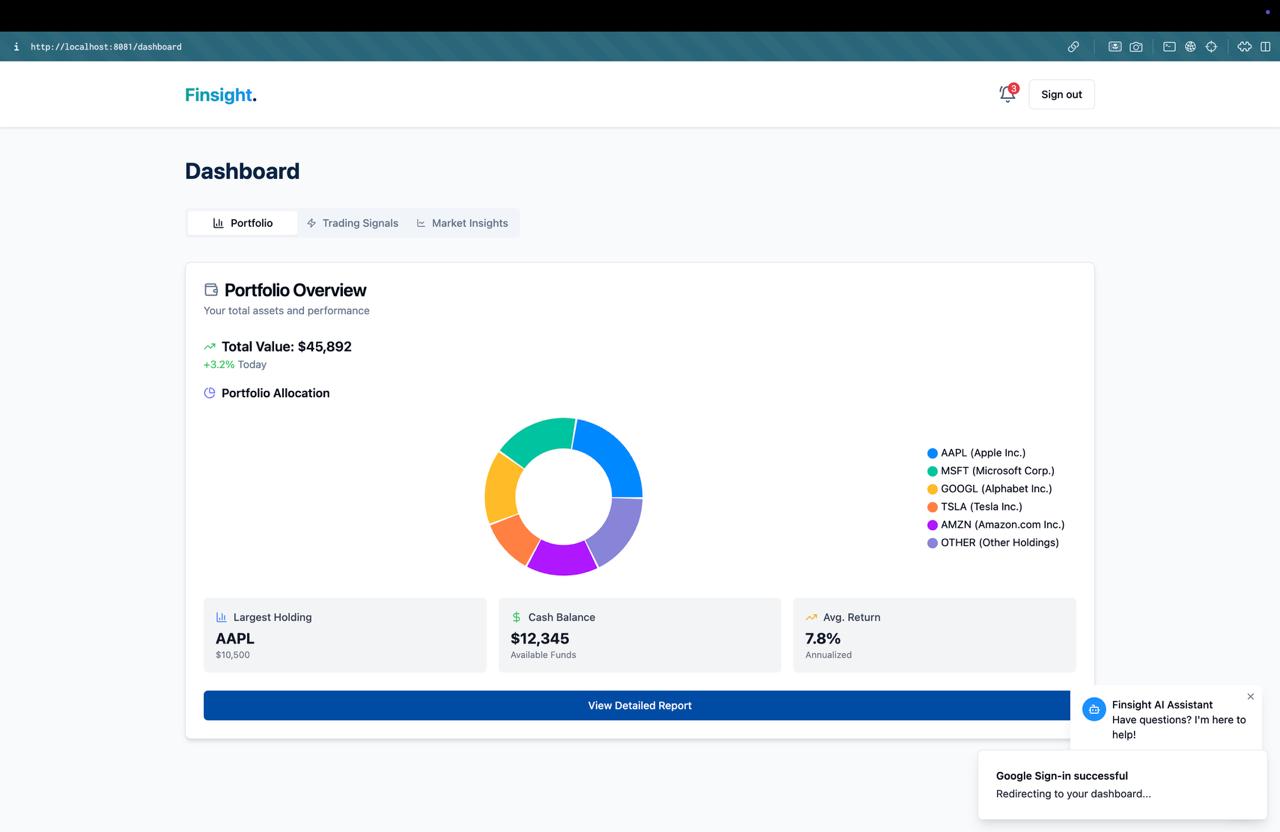 http://localhost:8081/dashboard
Finsight.
3
Sign out
Dashboard
Portfolio
Trading Signals
Market Insights
Portfolio Overview
Your total assets and performance
Total Value: $45,892
+3.2% Today
Portfolio Allocation
AAPL (Apple Inc.)
MSFT (Microsoft Corp.)
GOOGL (Alphabet Inc.)
TSLA (Tesla Inc.)
AMZN (Amazon.com Inc.)
OTHER (Other Holdings)
Largest Holding
AAPL
$10,500
Cash Balance
$12,345
Available Funds
Avg. Return
7.8%
Annualized
View Detailed Report
Finsight AI Assistant
Have questions? I'm here to
help!
Google Sign-in successful
Redirecting to your dashboard...